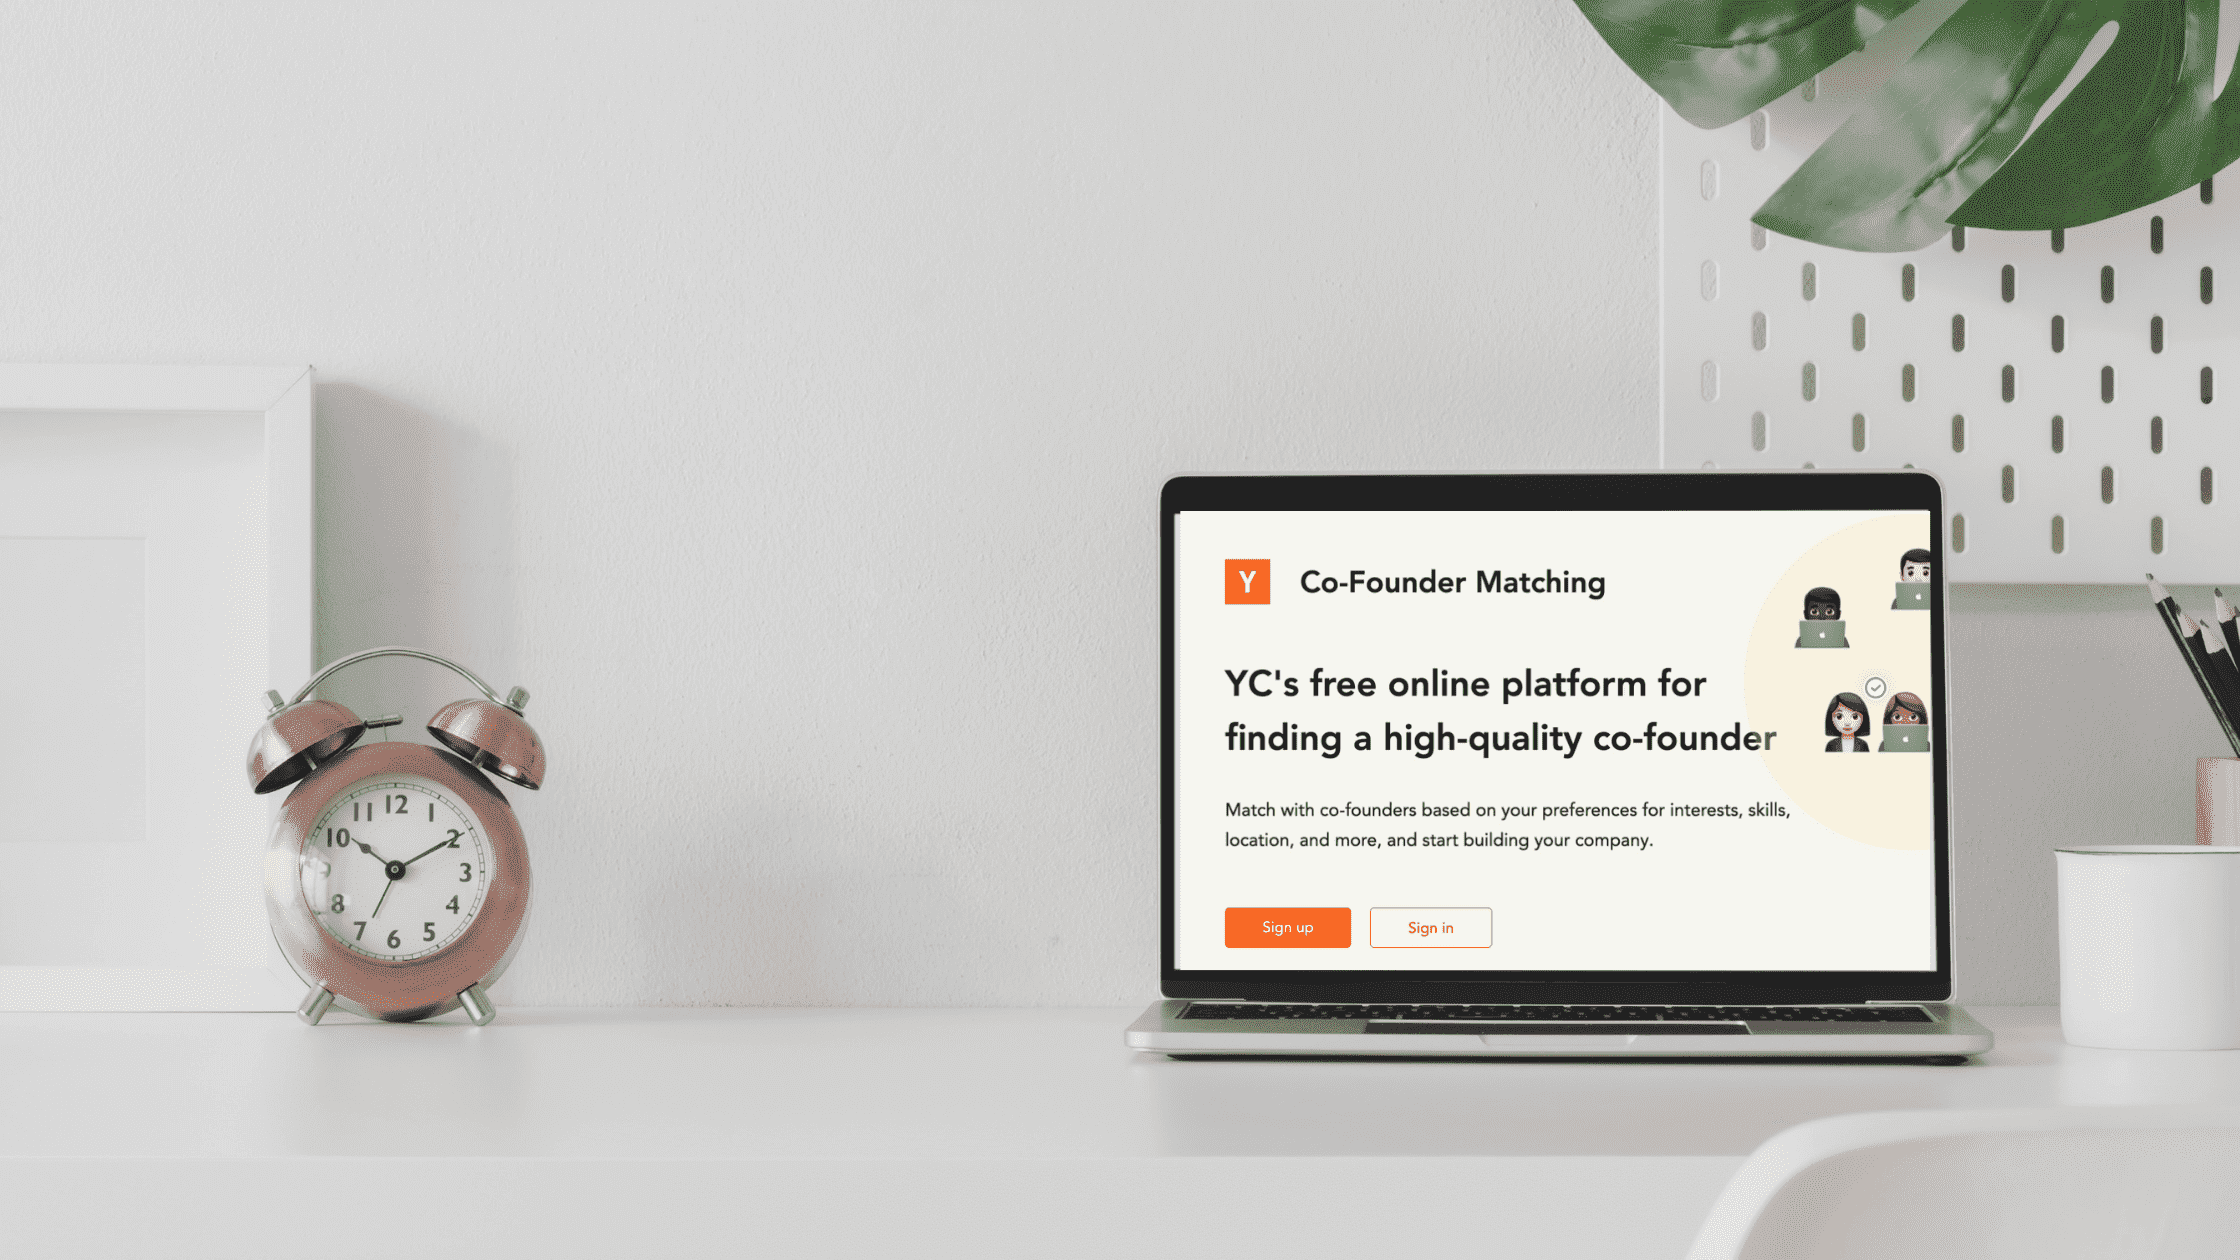 12
11
1
10
2
3
8
4
7
5
6
Y
Co-Founder Matching
YC's free online platform for
finding a high-quality co-founder
Match with co-founders based on your preferences for interests, skills,
location, and more, and start building your company.
Sign up
Sign in